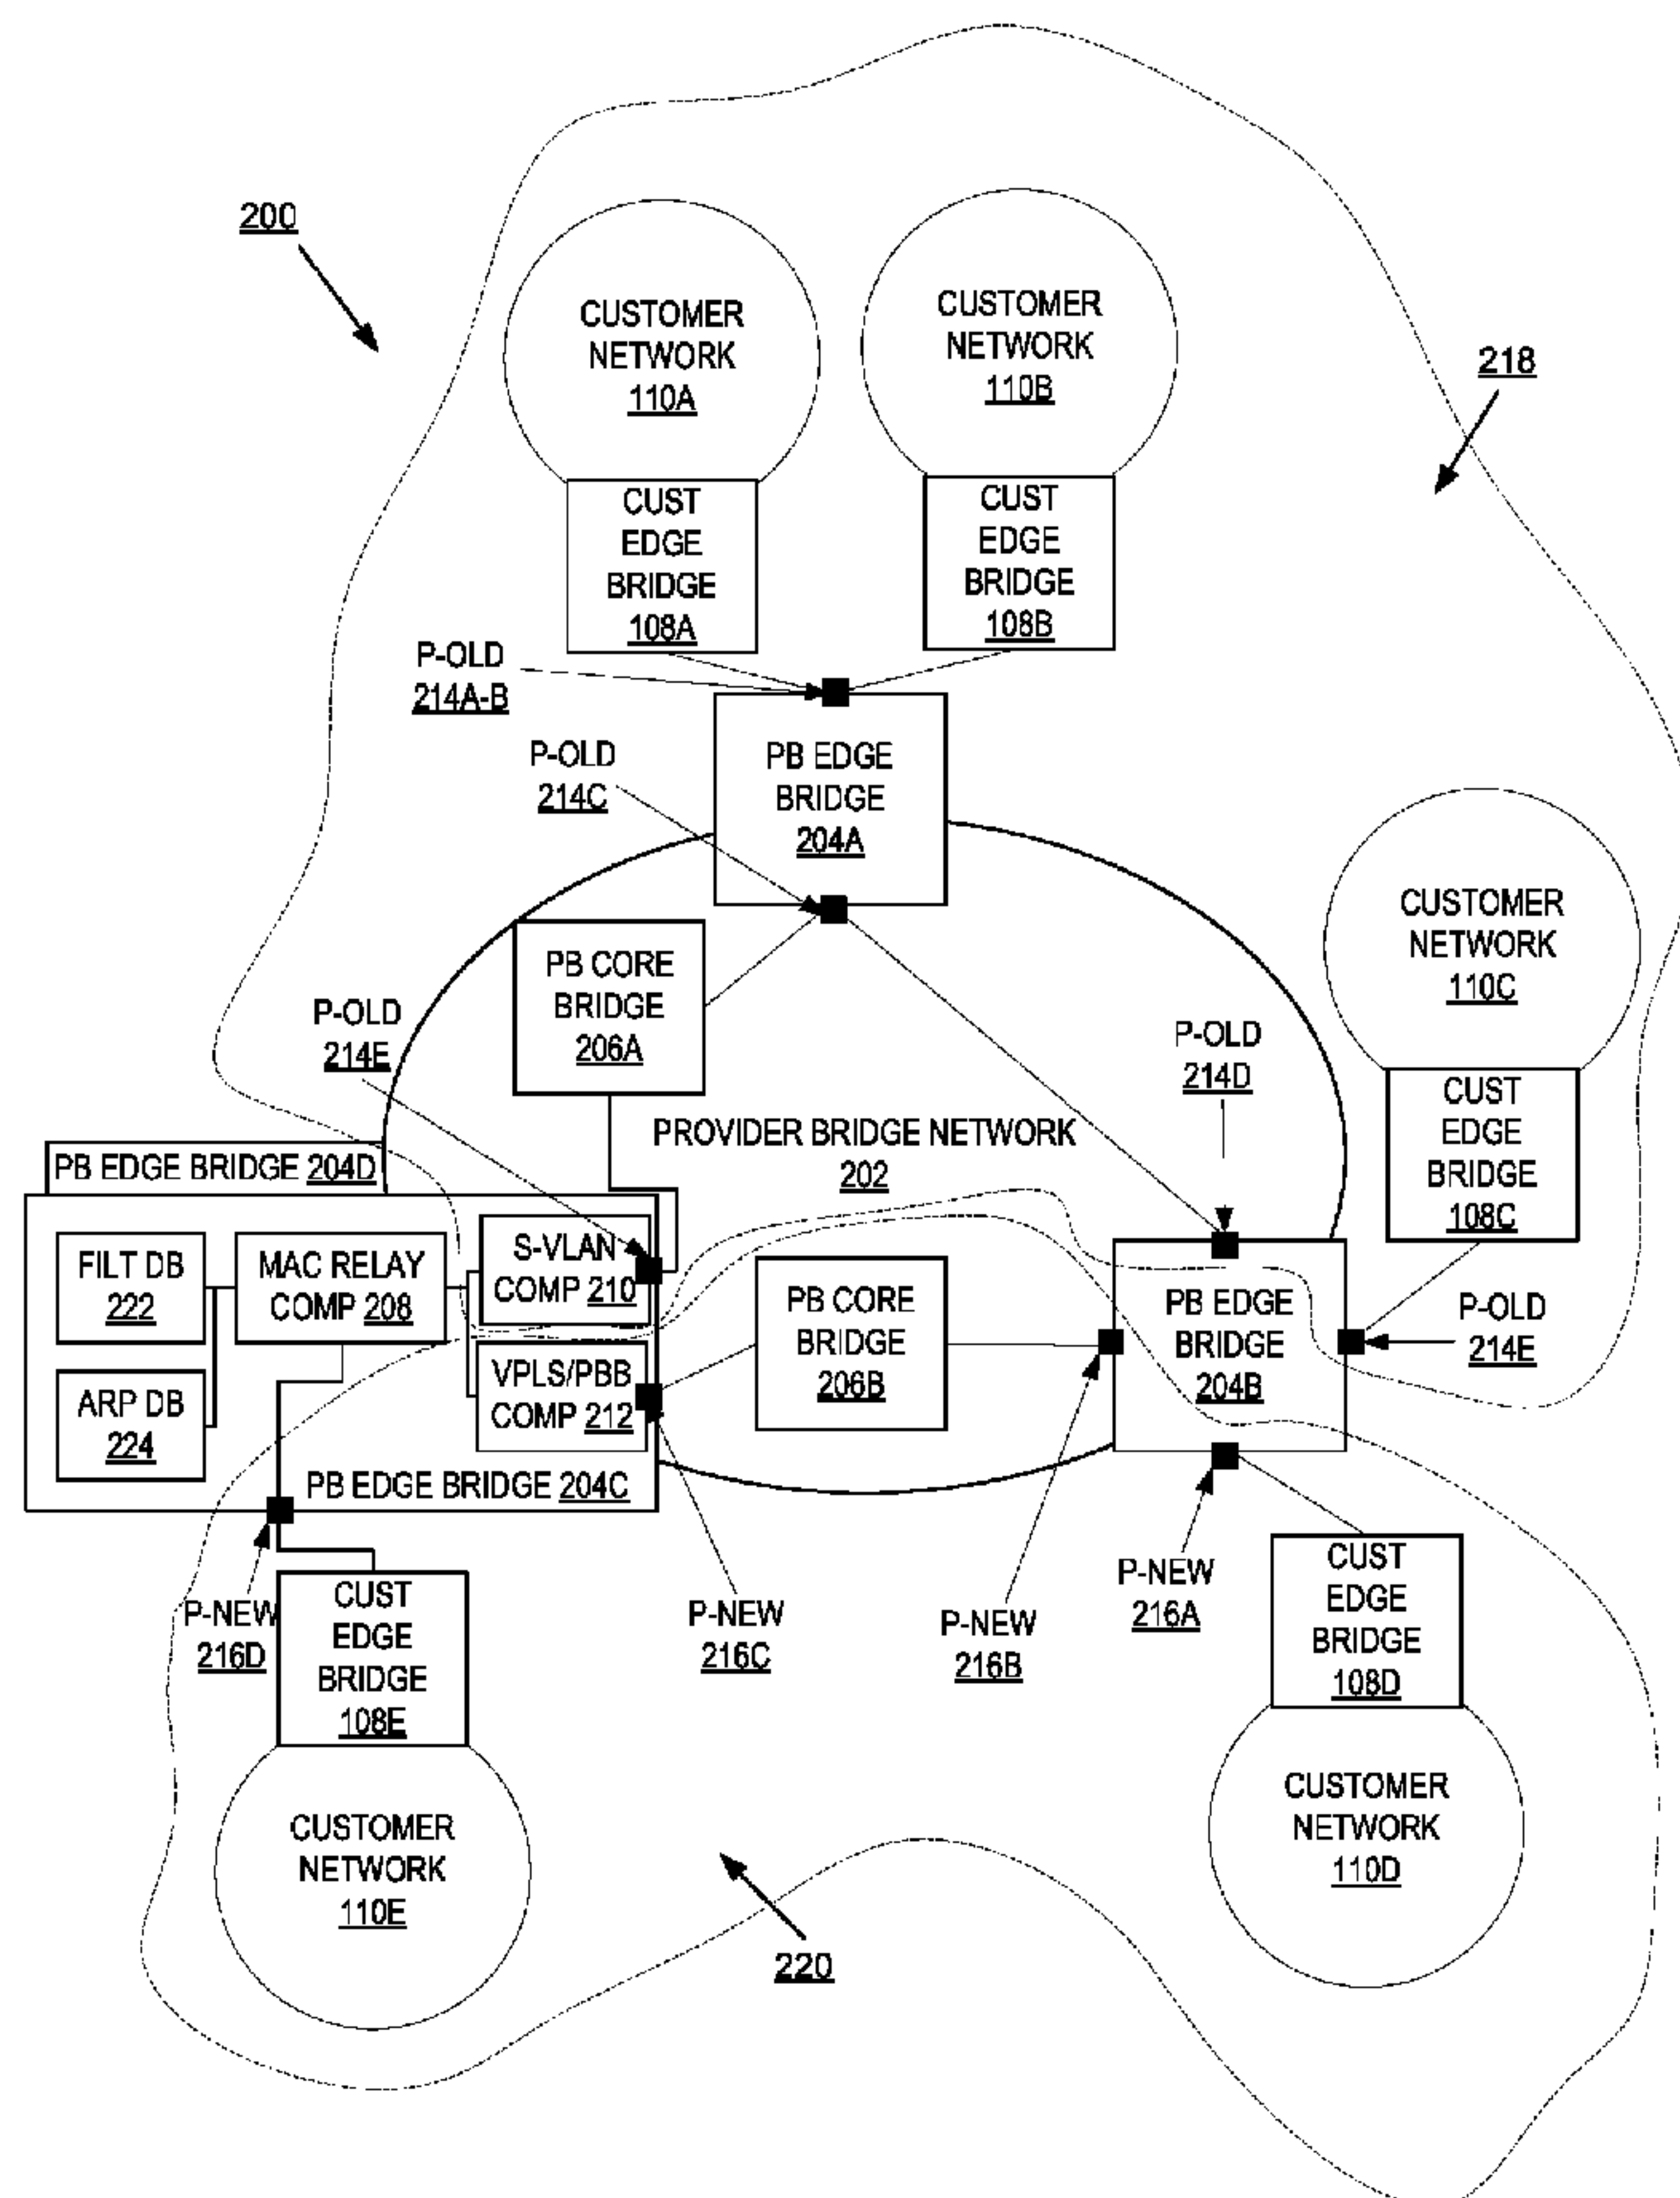 200
CUSTOMER
NETWORK
110A
CUSTOMER
NETWORK
110B
218
CUST
EDGE
BRIDGE
108A
CUST
EDGE
BRIDGE
108B
P-OLD
214A-B
P-OLD
214C
PB EDGE
BRIDGE
204A
CUSTOMER
NETWORK
110C
PB CORE
BRIDGE
206A
P-OLD
214E
P-OLD
214D
CUST
EDGE
BRIDGE
108C
PROVIDER BRIDGE NETWORK
202
PB EDGE BRIDGE 204D
FILT DB
222
MAC RELAY
COMP 208
S-VLAN
COMP 210
PB CORE
BRIDGE
206B
PB EDGE
BRIDGE
204B
P-OLD
214E
ARP DB
224
VPLS/PBB
COMP 212
PB EDGE BRIDGE 204C
P-NEW
216D
CUST
EDGE
BRIDGE
108E
P-NEW
216C
P-NEW
216B
P-NEW
216A
CUST
EDGE
BRIDGE
108D
CUSTOMER
NETWORK
110E
CUSTOMER
NETWORK
110D
220